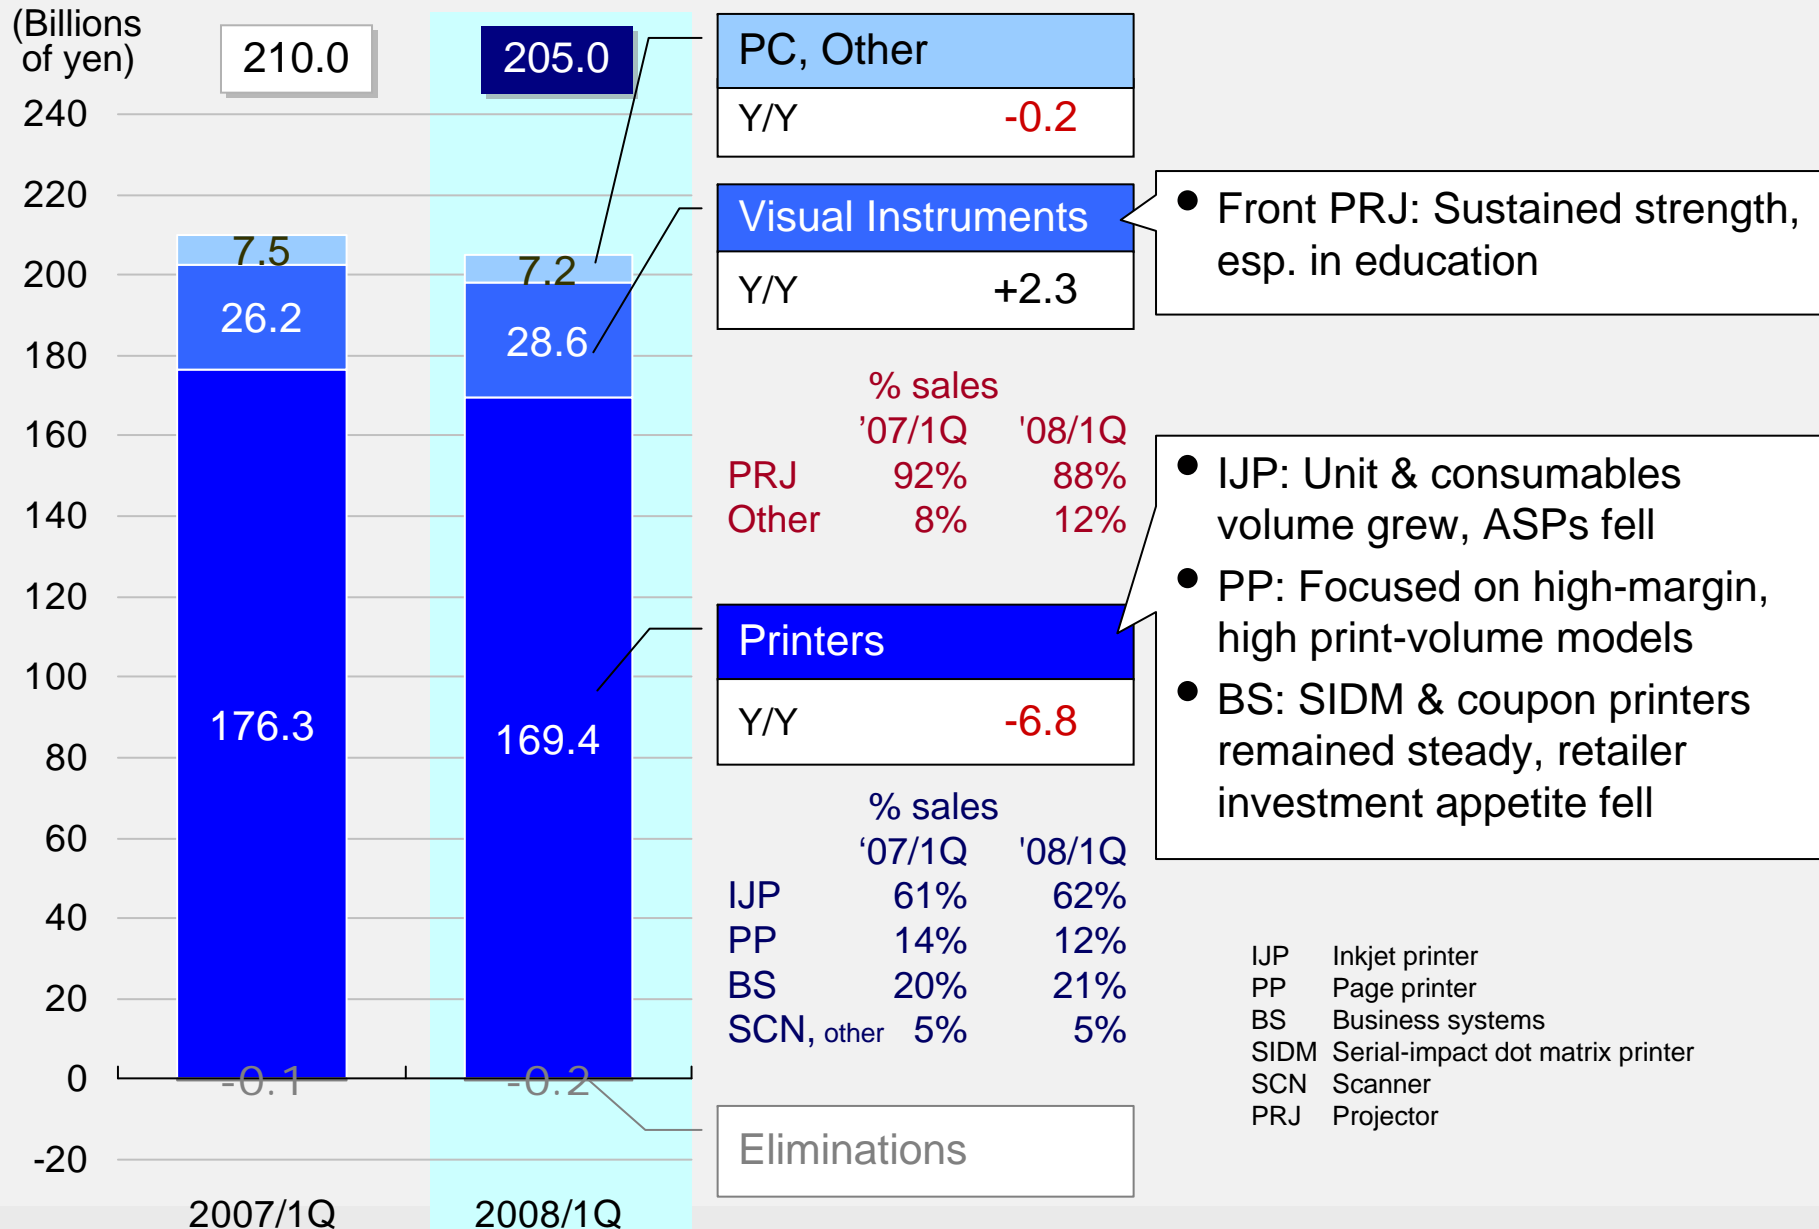 (Billions
of yen)
210.0
205.0
240
220
200
180
160
140
120
100
80
60
40
20
0
-20
7.5
26.2
176.3
-0.1
7.2
28.6
169.4
-0.2
2007/1Q
2008/1Q
PC, Other
Y/Y -0.2
Visual Instruments
Y/Y +2.3
• Front PRJ: Sustained strength,
esp. in education
% sales
’07/1Q '08/1Q
PRJ 92% 88%
Other 8% 12%
Printers
Y/Y -6.8
• IJP: Unit & consumables
volume grew, ASPs fell
• PP: Focused on high-margin,
high print-volume models
• BS: SIDM & coupon printers
remained steady, retailer
investment appetite fell
% sales
‘07/1Q '08/1Q
IJP 61% 62%
PP 14% 12%
BS 20% 21%
SCN, other 5% 5%
Eliminations
IJP Inkjet printer
PP Page printer
BS Business systems
SIDM Serial-impact dot matrix printer
SCN Scanner
PRJ Projector